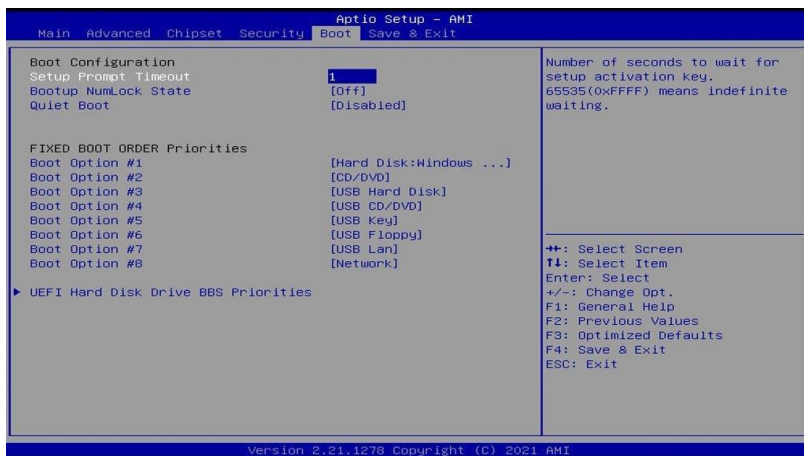 Aptio Setup - AMI
Main Advanced Chipset Security Boot Save & Exit
Boot Configuration
Setup Prompt Timeout 1
Bootup NumLock State [Off]
Quiet Boot [Disabled]
FIXED BOOT ORDER Priorities
Boot Option #1 [Hard Disk:Windows ...]
Boot Option #2 [CD/DVD]
Boot Option #3 [USB Hard Disk]
Boot Option #4 [USB CD/DVD]
Boot Option #5 [USB Key]
Boot Option #6 [USB Floppy]
Boot Option #7 [USB Lan]
Boot Option #8 [Network]
► UEFI Hard Disk Drive BBS Priorities
Number of seconds to wait for
setup activation key.
65535(0xFFFF) means indefinite
waiting.
→←: Select Screen
↑↓: Select Item
Enter: Select
+/-: Change Opt.
F1: General Help
F2: Previous Values
F3: Optimized Defaults
F4: Save & Exit
ESC: Exit
Version 2.21.1278 Copyright (C) 2021 AMI